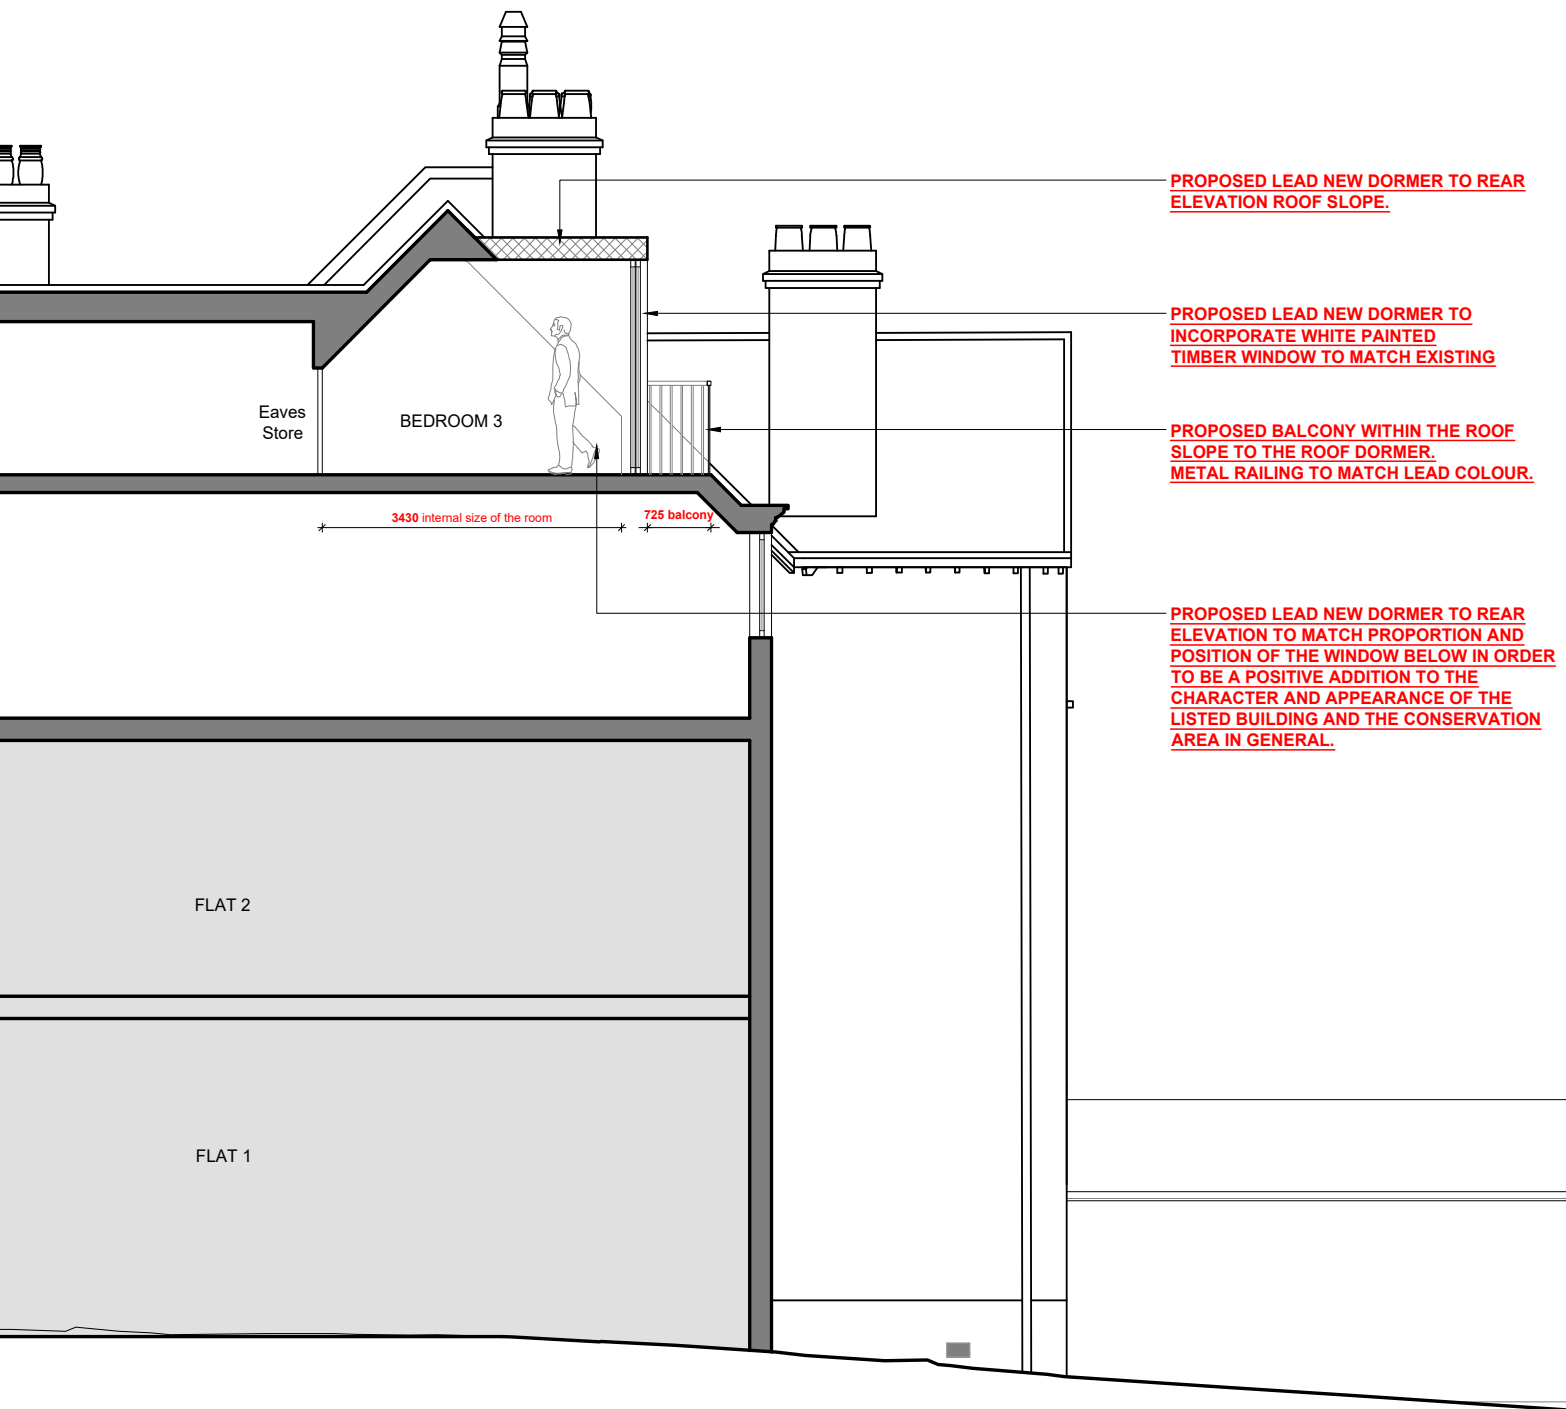 PROPOSED LEAD NEW DORMER TO REAR
ELEVATION ROOF SLOPE.
PROPOSED LEAD NEW DORMER TO
INCORPORATE WHITE PAINTED
TIMBER WINDOW TO MATCH EXISTING
Eaves
Store
BEDROOM 3
PROPOSED BALCONY WITHIN THE ROOF
SLOPE TO THE ROOF DORMER.
METAL RAILING TO MATCH LEAD COLOUR.
3430 internal size of the room
725 balcony
PROPOSED LEAD NEW DORMER TO REAR
ELEVATION TO MATCH PROPORTION AND
POSITION OF THE WINDOW BELOW IN ORDER
TO BE A POSITIVE ADDITION TO THE
CHARACTER AND APPEARANCE OF THE
LISTED BUILDING AND THE CONSERVATION
AREA IN GENERAL.
FLAT 2
FLAT 1